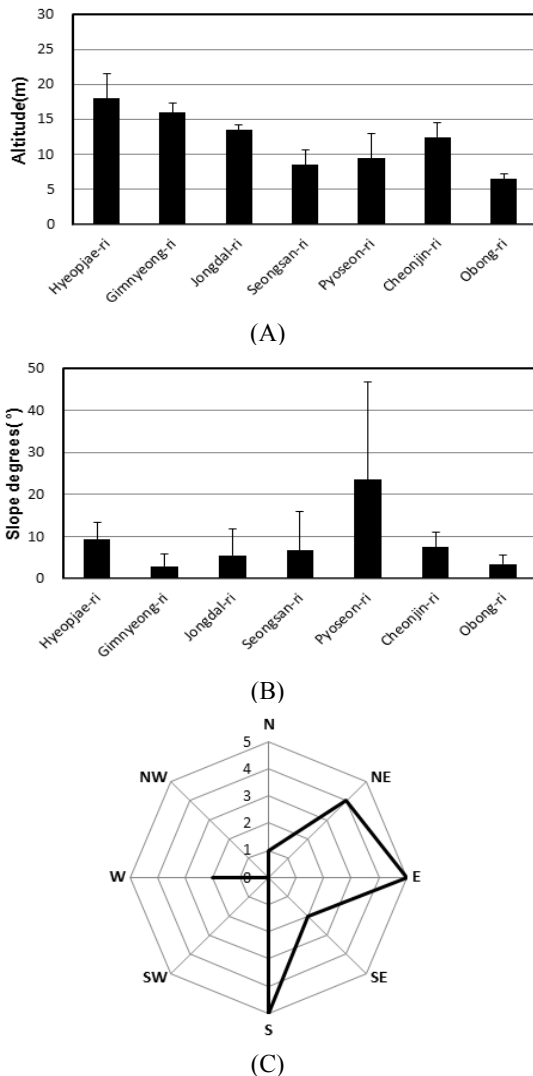 30
25
20
15
10
5
0
Altitude(m)
Hyeopjae-ri
Gimnyeong-ri
Jongdal-ri
Seongsan-ri
Pyoseon-ri
Cheonjin-ri
Obong-ri
(A)
50
40
30
20
10
0
Slope degrees( °)
Hyeopjae-ri
Gimnyeong-ri
Jongdal-ri
Seongsan-ri
Pyoseon-ri
Cheonjin-ri
Obong-ri
(B)
N
5
NW
NE
4
3
2
1
W
0
E
SW
SE
S
(C)